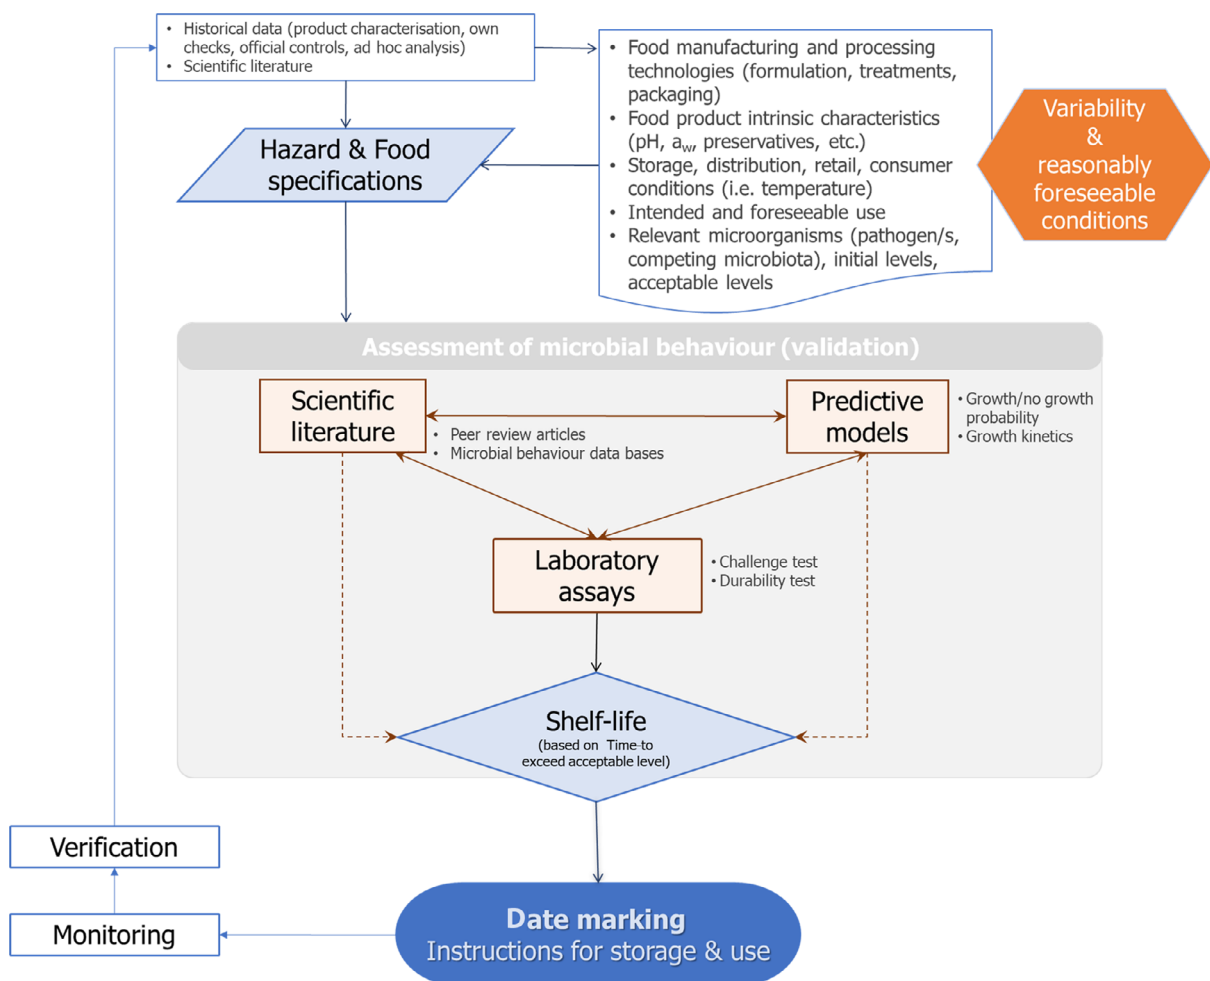 • Historical data (product characterisation, own
checks, official controls, ad hoc analysis)
• Scientific literature
• Food manufacturing and processing
technologies (formulation, treatments,
packaging)
• Food product intrinsic characteristics
(pH, aw, preservatives, etc.)
• Storage, distribution, retail, consumer
conditions (i.e. temperature)
• Intended and foreseeable use
• Relevant microorganisms (pathogen/s,
competing microbiota), initial levels,
acceptable levels
Variability
&
reasonably
foreseeable
conditions
Hazard & Food
specifications
Assessment of microbial behaviour (validation)
Scientific
literature
• Peer review articles
• Microbial behaviour data bases
Predictive
models
• Growth/no growth
probability
• Growth kinetics
Laboratory
assays
• Challenge test
• Durability test
Shelf-life
(based on Time-to
exceed acceptable level)
Verification
Monitoring
Date marking
Instructions for storage & use